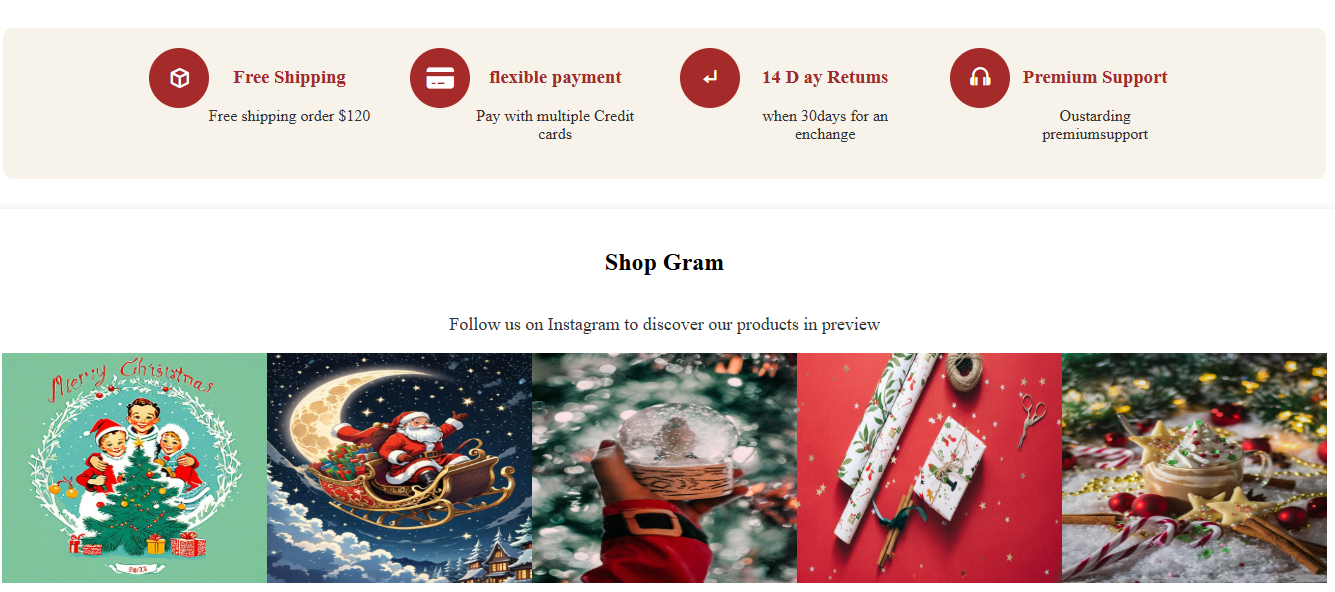 Free Shipping
Free shipping order $120
flexible payment
Pay with multiple Credit
cards
14 D ay Retums
when 30days for an
enchange
Premium Support
Oustarding
premiumsupport
Shop Gram
Follow us on Instagram to discover our products in preview
Merry Christmas